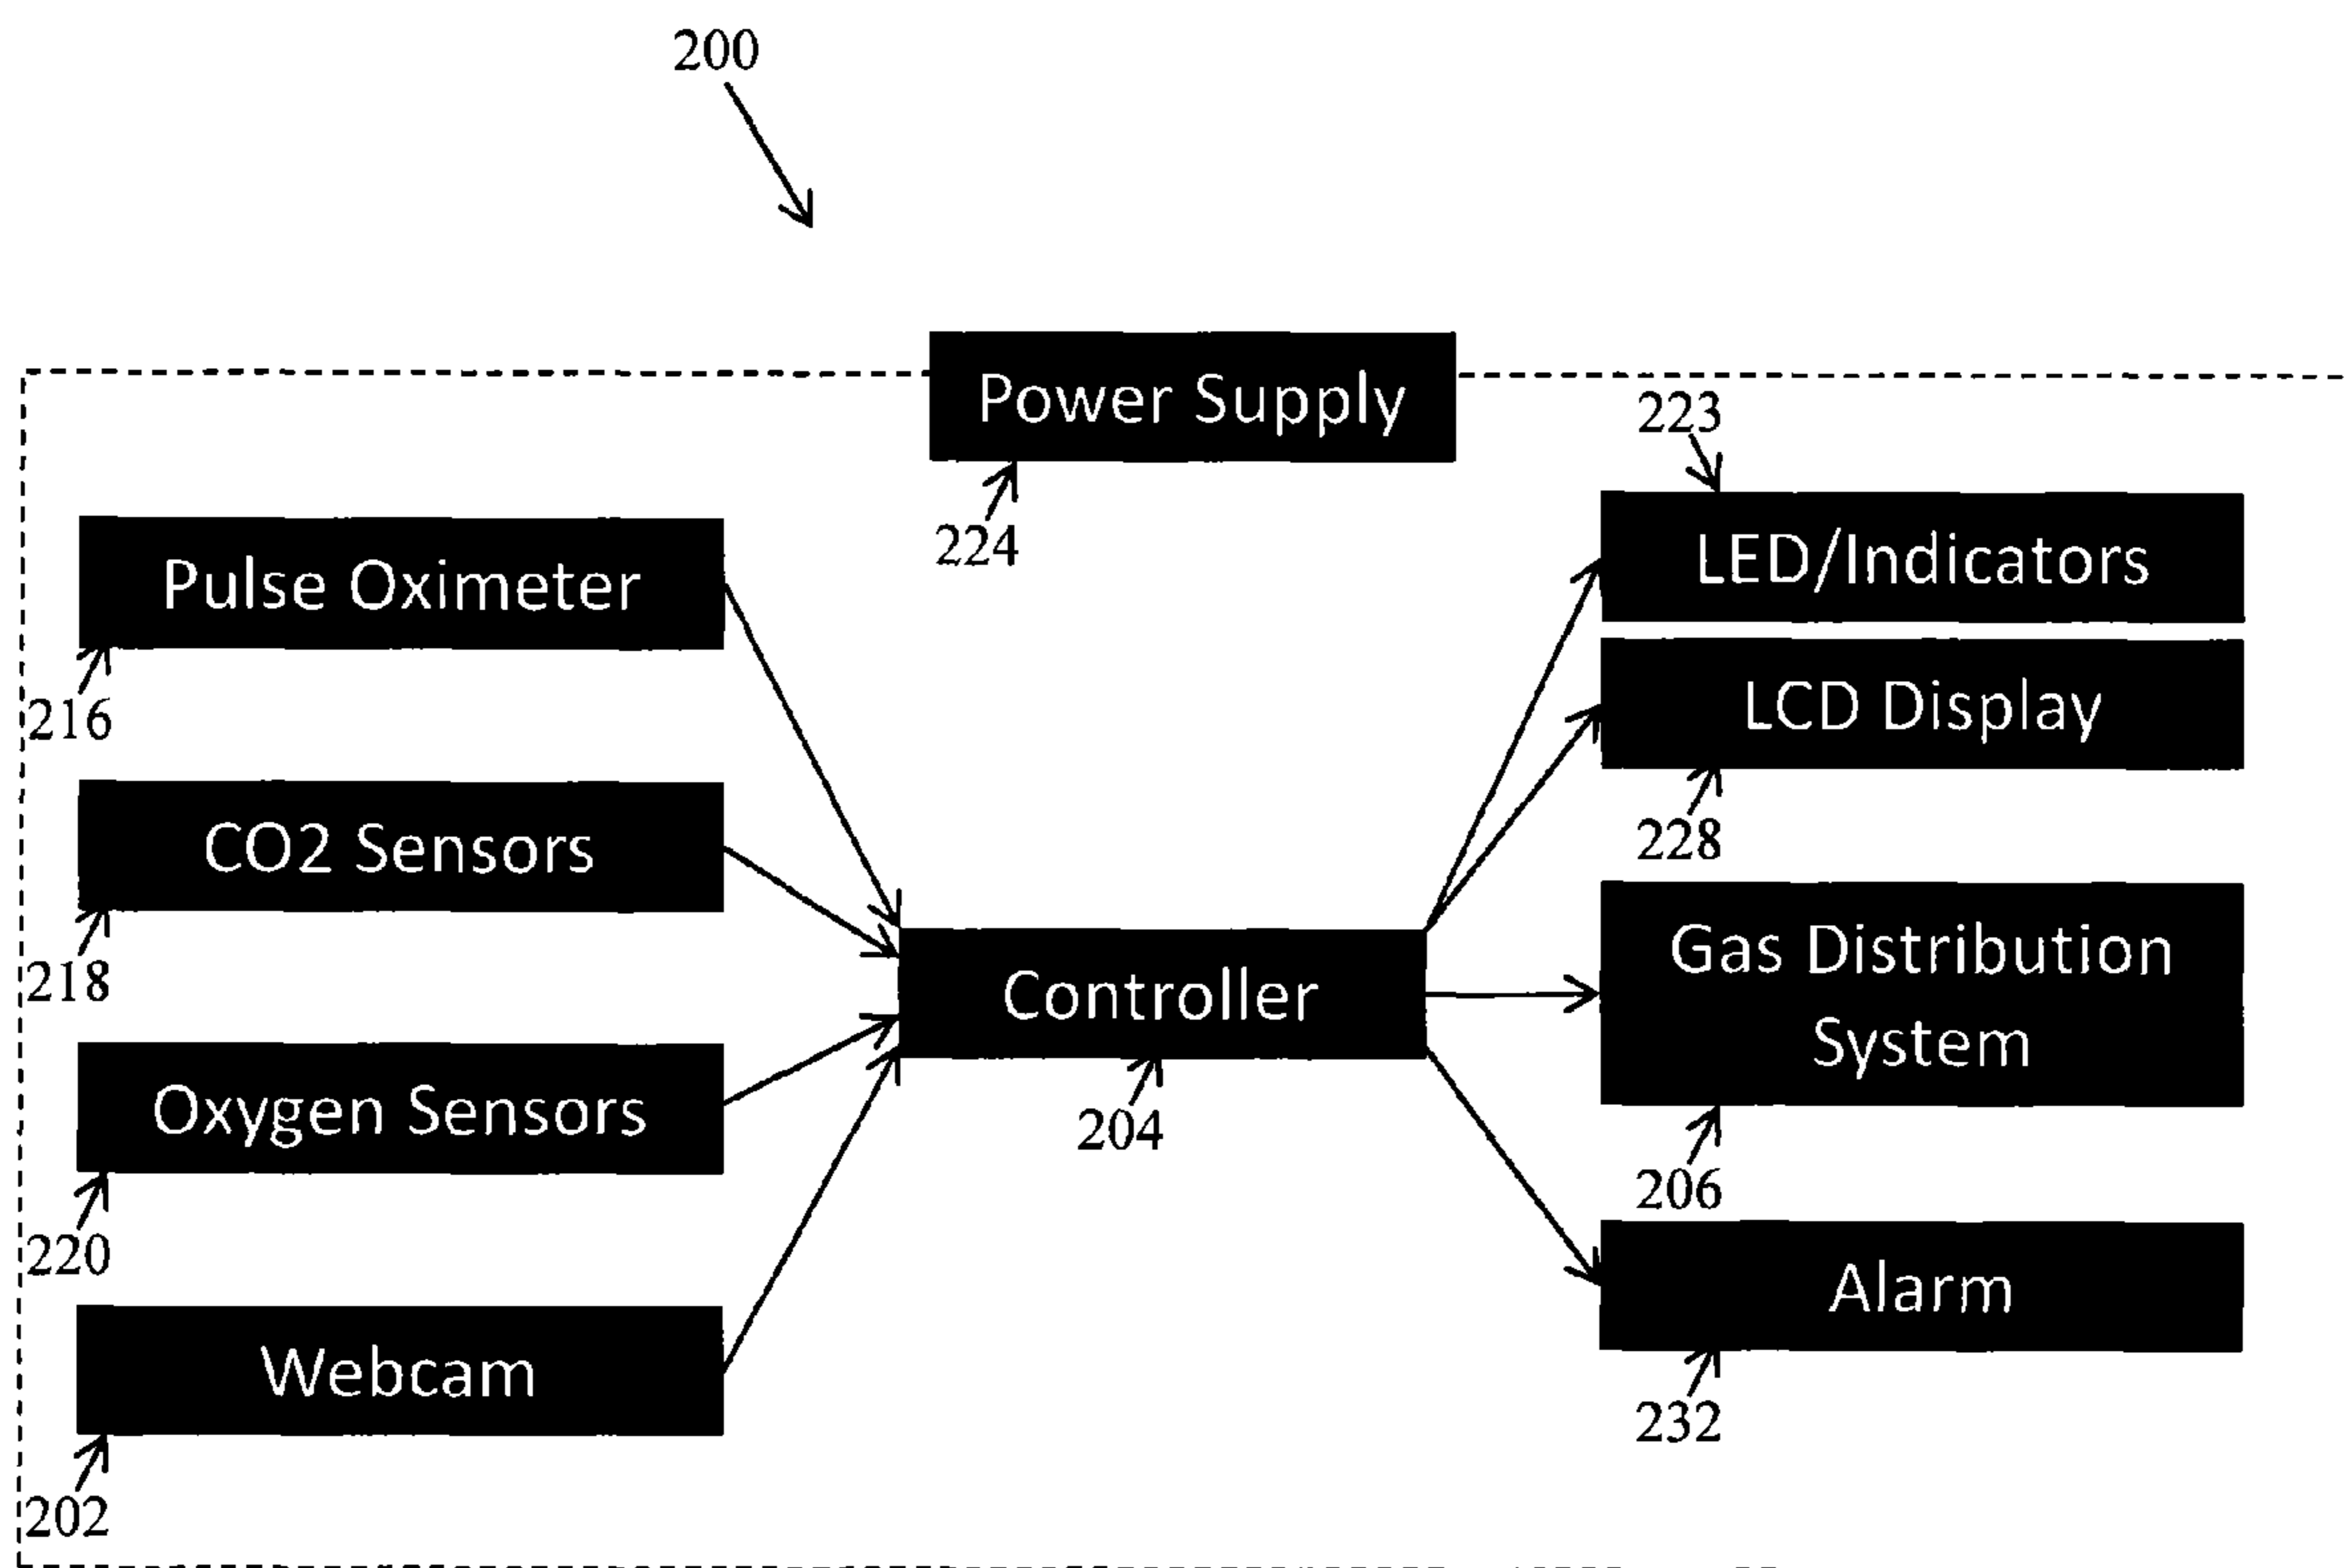 200
Power Supply
224
223
LED/Indicators
Pulse Oximeter
216
LCD Display
228
CO2 Sensors
218
Gas Distribution
System
206
Controller
204
Oxygen Sensors
220
Alarm
232
Webcam
202